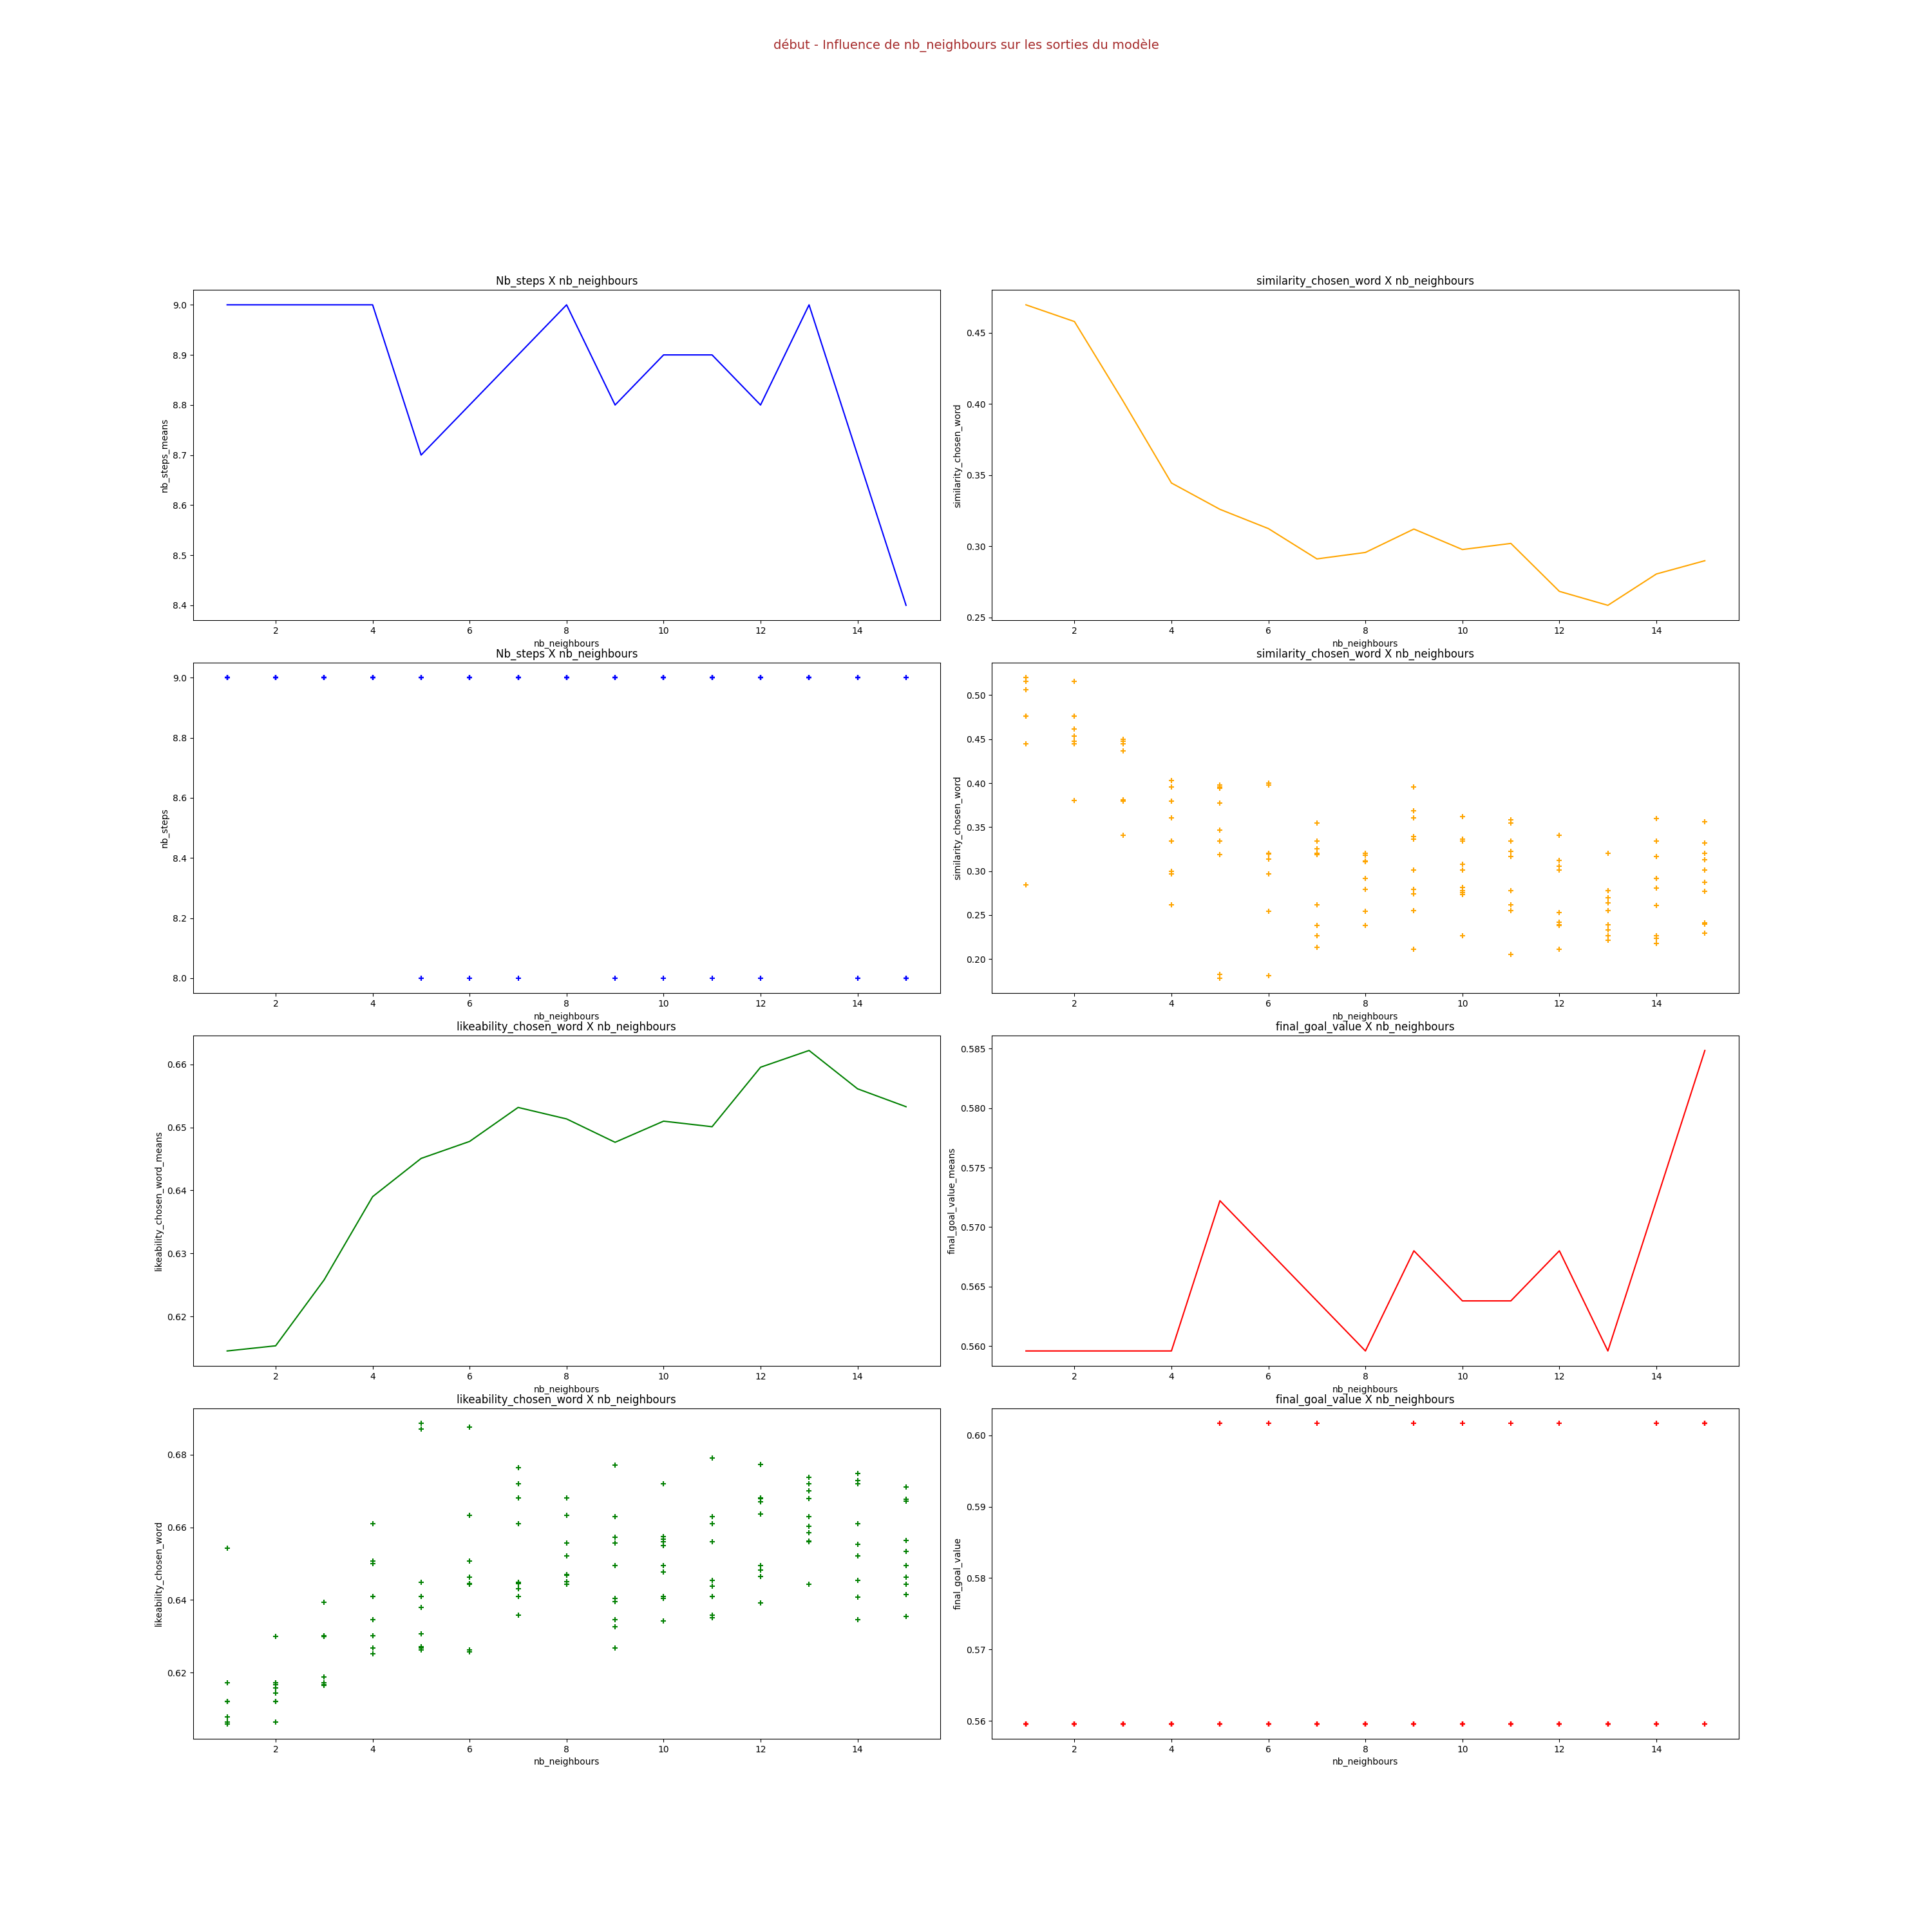 début - Influence de nb_neighbours sur les sorties du modèle
Nb_steps X nb_neighbours
nb_steps_means
9.0
8.9
8.8
8.7
8.6
8.5
8.4
2 4 6 8 10 12 14
nb_neighbours
similarity_chosen_word X nb_neighbours
similarity_chosen_word
0.45
0.40
0.35
0.30
0.25
2 4 6 8 10 12 14
nb_neighbours
Nb_steps X nb_neighbours
nb_steps
9.0
8.8
8.6
8.4
8.2
8.0
2 4 6 8 10 12 14
nb_neighbours
similarity_chosen_word X nb_neighbours
similarity_chosen_word
0.50
0.45
0.40
0.35
0.30
0.25
0.20
2 4 6 8 10 12 14
nb_neighbours
likeability_chosen_word X nb_neighbours
likeability_chosen_word_means
0.66
0.65
0.64
0.63
0.62
2 4 6 8 10 12 14
nb_neighbours
final_goal_value X nb_neighbours
final_goal_value_means
0.585
0.580
0.575
0.570
0.565
0.560
2 4 6 8 10 12 14
nb_neighbours
likeability_chosen_word X nb_neighbours
likeability_chosen_word
0.68
0.66
0.64
0.62
2 4 6 8 10 12 14
nb_neighbours
final_goal_value X nb_neighbours
final_goal_value
0.60
0.59
0.58
0.57
0.56
2 4 6 8 10 12 14
nb_neighbours